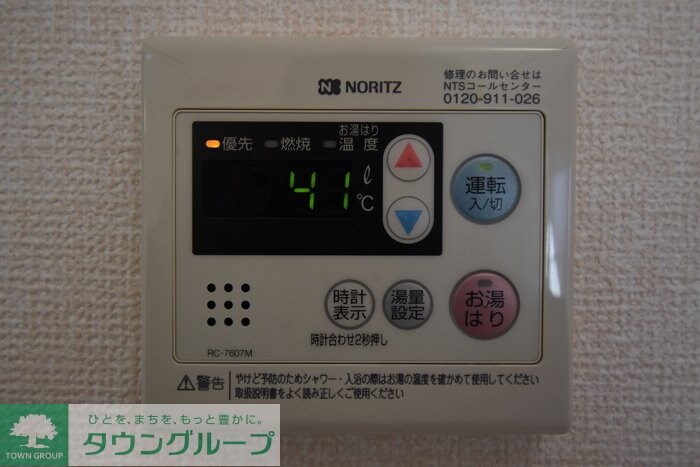 NORITZ
修理のお問い合せは
NTSコールセンター
0120-911-026
優先 燃焼 お湯はり温度
41 ℓ ℃
運転
入/切
時計
表示
湯量
設定
お湯
はり
時計合わせ2秒押し
RC-7607M
警告
やけど予防のためシャワー・入浴の際はお湯の温度を確かめて使用してください
取扱説明書をよく読み正しくご使用ください
ひとを、まちを、もっと豊かに。
タウングループ
TOWN GROUP